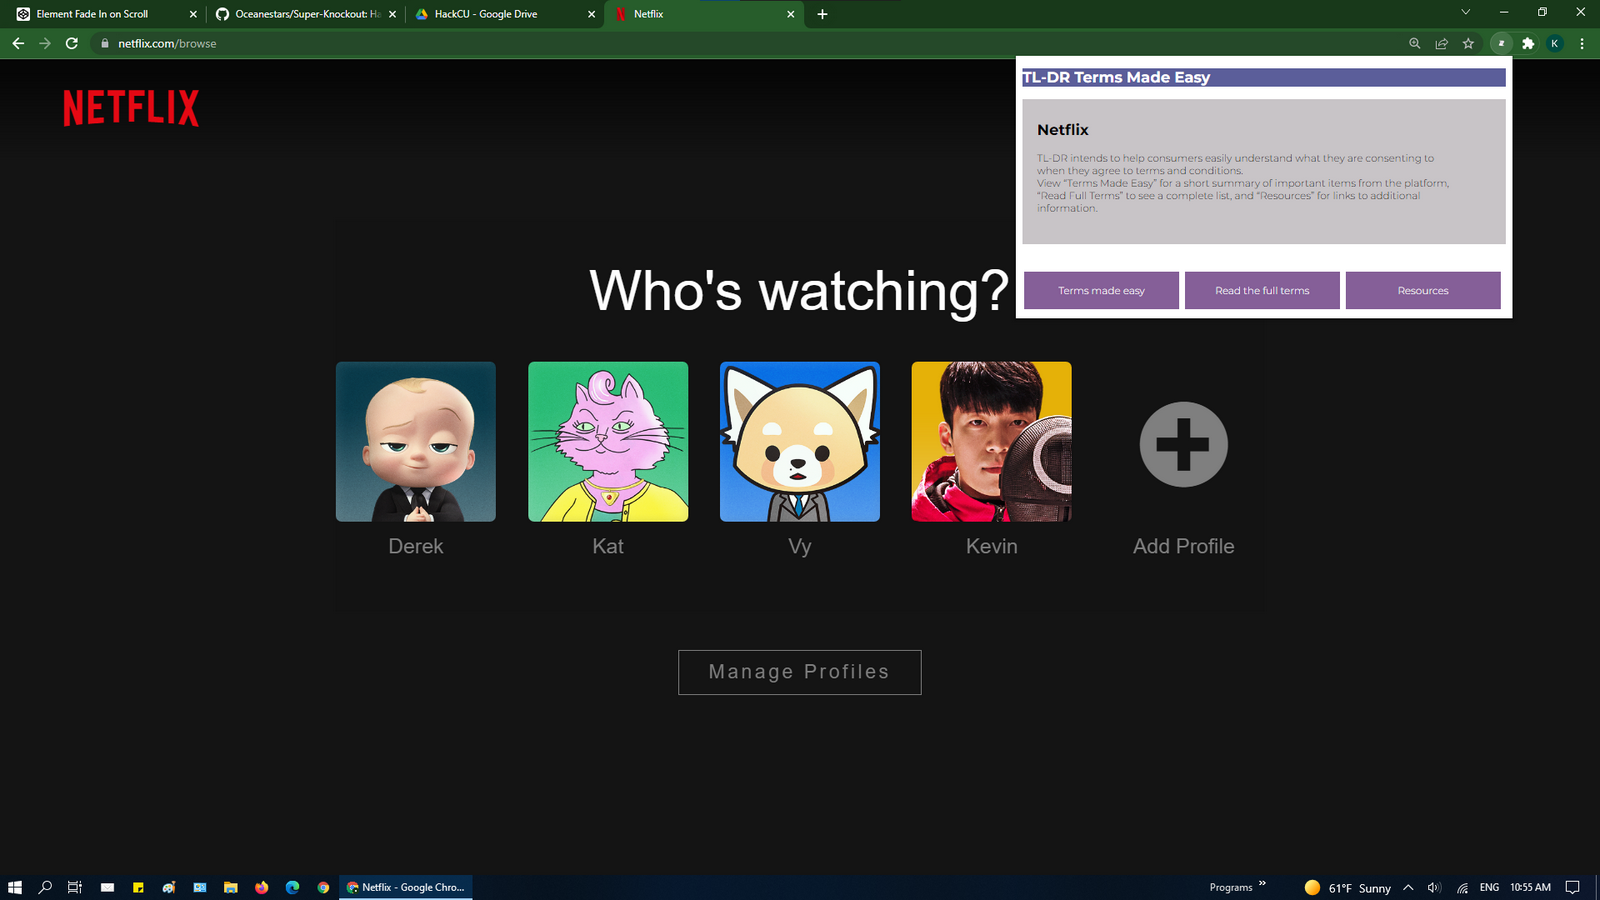 Element Fade In on Scroll
Oceanestars/Super-Knockout: Ha
HackCU - Google Drive
Netflix
netflix.com/browse
K
NETFLIX
TL-DR Terms Made Easy
Netflix
TL-DR intends to help consumers easily understand what they are consenting to
when they agree to terms and conditions.
View “Terms Made Easy” for a short summary of important items from the platform,
“Read Full Terms” to see a complete list, and “Resources” for links to additional
information.
Terms made easy
Read the full terms
Resources
Who's watching?
Derek
Kat
Vy
Kevin
Add Profile
Manage Profiles
Netflix - Google Chro...
Programs
61°F Sunny
ENG
10:55 AM